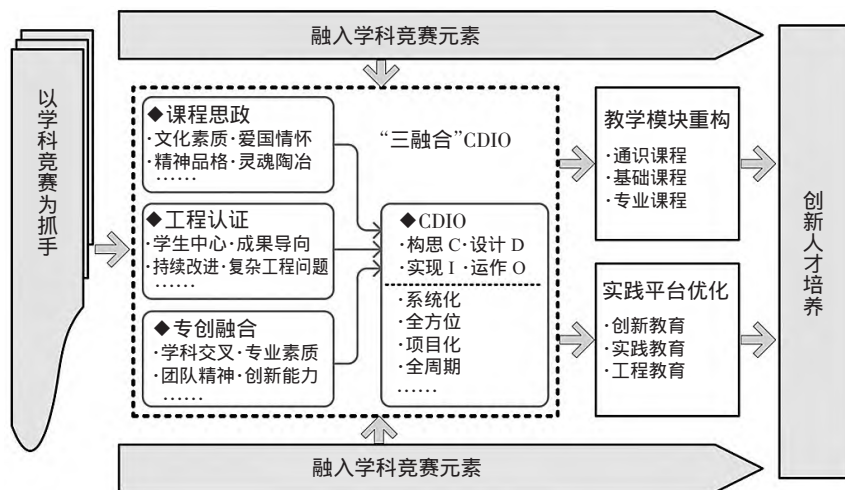 融入学科竞赛元素
以学科竞赛为抓手
◆课程思政
·文化素质·爱国情怀
·精神品格·灵魂陶冶
……
◆工程认证
·学生中心·成果导向
·持续改进·复杂工程问题
……
◆专创融合
·学科交叉·专业素质
·团队精神·创新能力
……
“三融合”CDIO
◆CDIO
·构思 C·设计 D
·实现 I·运作 O
·系统化
·全方位
·项目化
·全周期
……
教学模块重构
·通识课程
·基础课程
·专业课程
实践平台优化
·创新教育
·实践教育
·工程教育
创新人才培养
融入学科竞赛元素